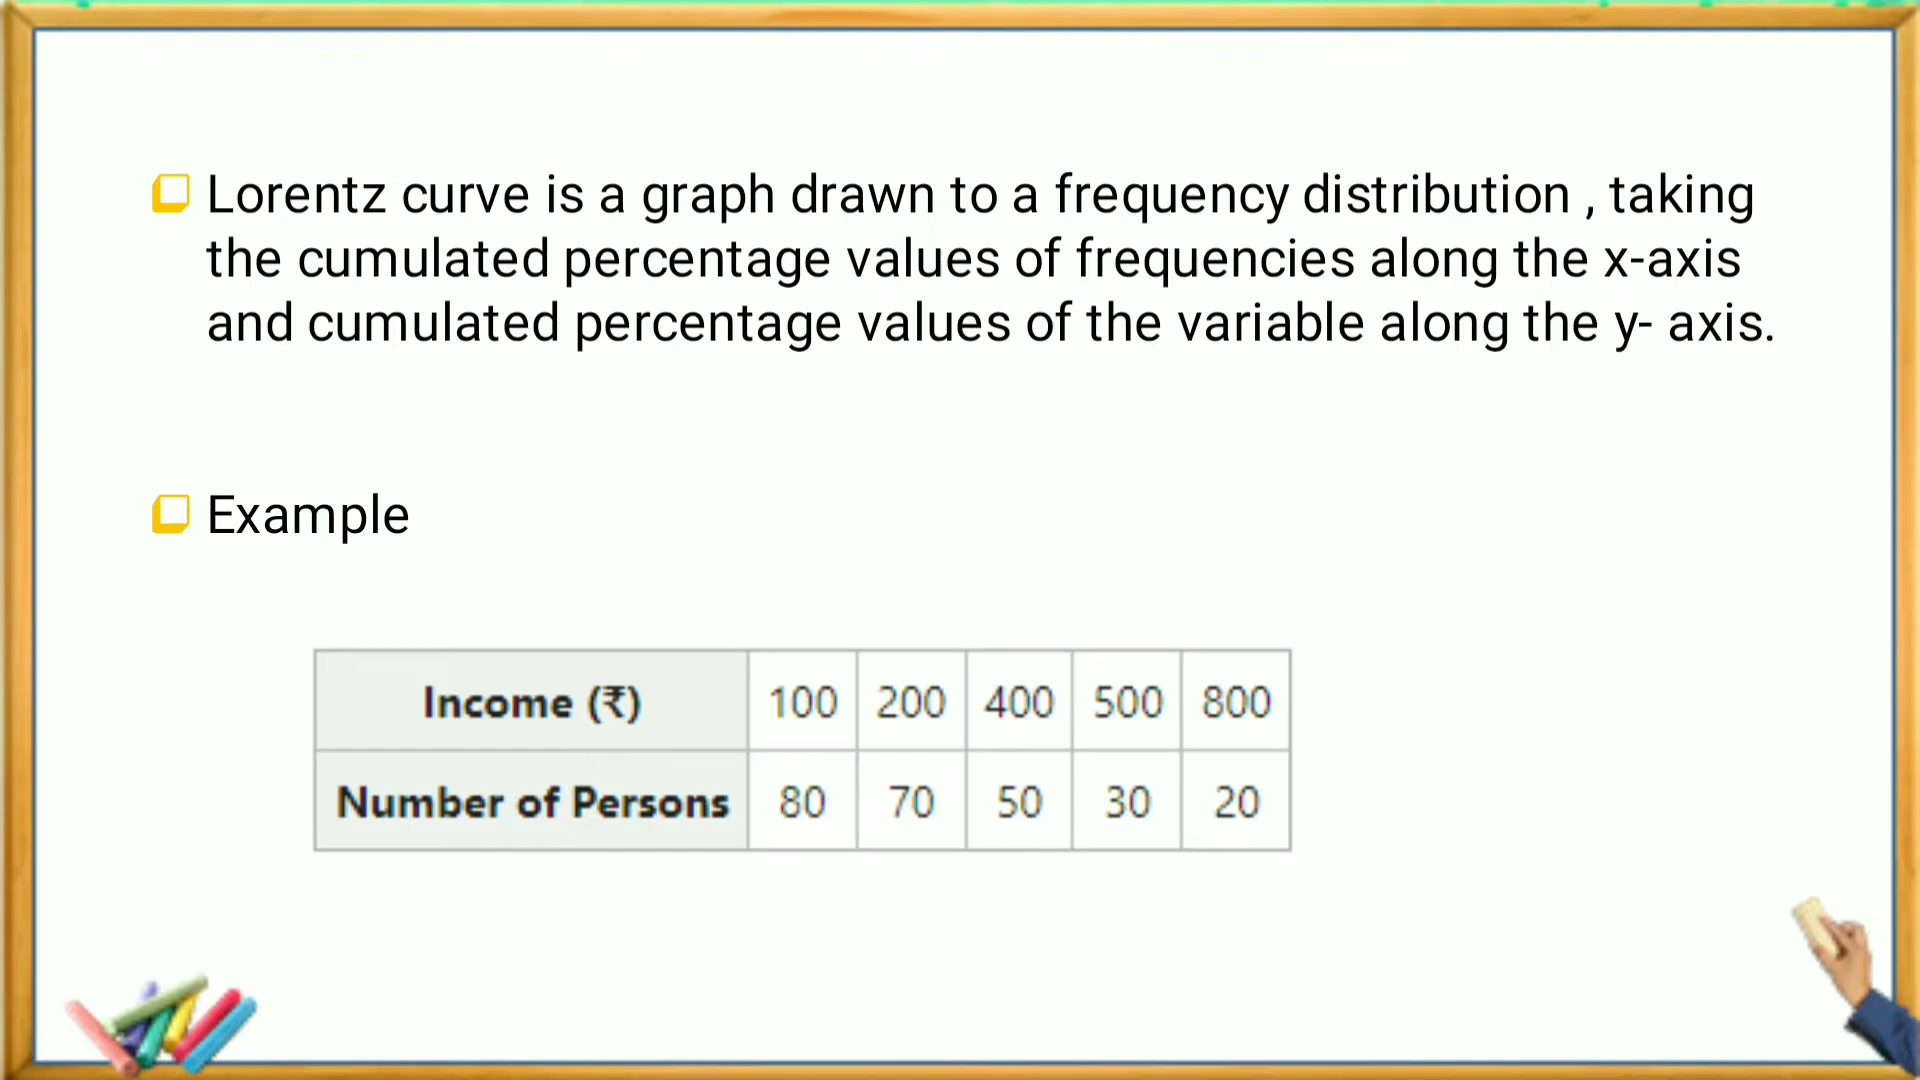 Lorentz curve is a graph drawn to a frequency distribution , taking
the cumulated percentage values of frequencies along the x-axis
and cumulated percentage values of the variable along the y- axis.
Example
Income (₹) 100 200 400 500 800
Number of Persons 80 70 50 30 20